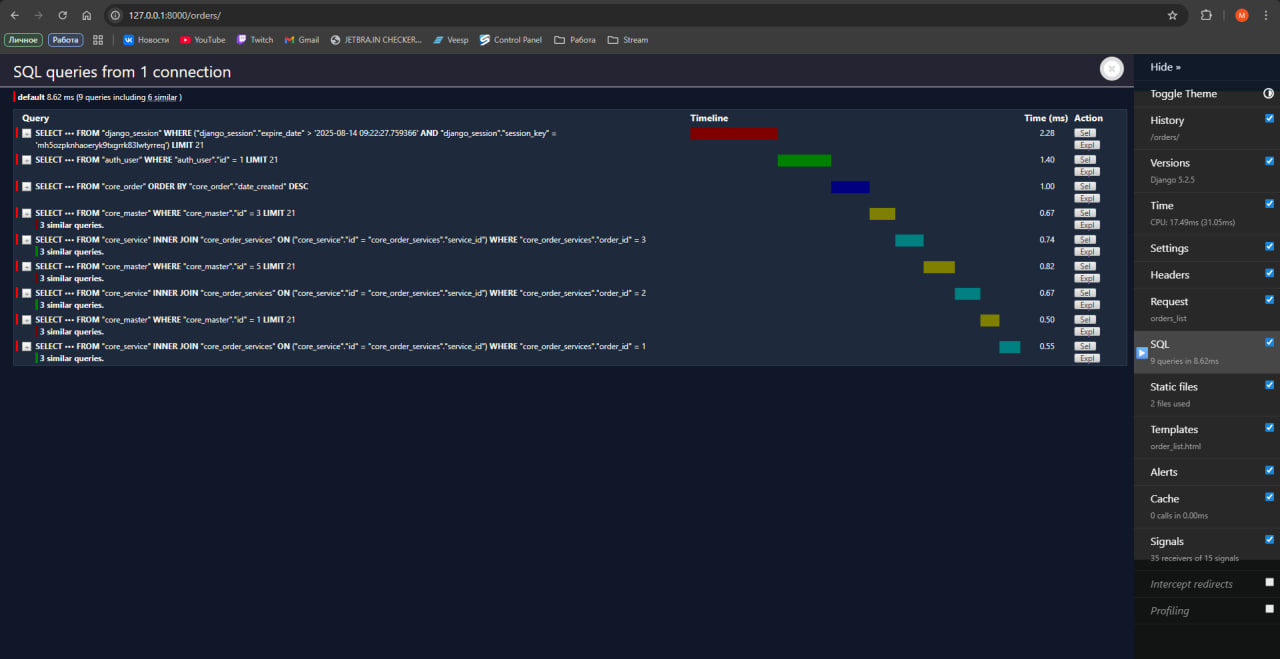 127.0.0.1:8000/orders/
Личное Работа Новости YouTube Twitch Gmail JETBRA.IN CHECKER... Veesp Control Panel Работа Stream
SQL queries from 1 connection
default 8.62 ms (9 queries including 6 similar )
Query Timeline Time (ms) Action
SELECT ••• FROM "django_session" WHERE ("django_session"."expire_date" > '2025-08-14 09:22:27.759366' AND "django_session"."session_key" = 2.28 Sel
LIMIT 21 Expl
SELECT ••• FROM "auth_user" WHERE "auth_user"."id" = 1 LIMIT 21 1.40 Sel
Expl
SELECT ••• FROM "core_order" ORDER BY "core_order"."date_created" DESC 1.00 Sel
Expl
SELECT ••• FROM "core_master" WHERE "core_master"."id" = 3 LIMIT 21 0.67 Sel
3 similar queries. Expl
SELECT ••• FROM "core_service" INNER JOIN "core_order_services" ON ("core_service"."id" = "core_order_services"."service_id") WHERE "core_order_services"."order_id" = 3 0.74 Sel
3 similar queries. Expl
SELECT ••• FROM "core_master" WHERE "core_master"."id" = 5 LIMIT 21 0.82 Sel
3 similar queries. Expl
SELECT ••• FROM "core_service" INNER JOIN "core_order_services" ON ("core_service"."id" = "core_order_services"."service_id") WHERE "core_order_services"."order_id" = 2 0.67 Sel
3 similar queries. Expl
SELECT ••• FROM "core_master" WHERE "core_master"."id" = 1 LIMIT 21 0.50 Sel
3 similar queries. Expl
SELECT ••• FROM "core_service" INNER JOIN "core_order_services" ON ("core_service"."id" = "core_order_services"."service_id") WHERE "core_order_services"."order_id" = 1 0.55 Sel
3 similar queries. Expl
M
Hide »
Toggle Theme
History
/orders/
Versions
Django 5.2.5
Time
CPU: 17.49ms (31.05ms)
Settings
Headers
Request
orders_list
SQL
9 queries in 8.62ms
Static files
2 files used
Templates
order_list.html
Alerts
Cache
0 calls in 0.00ms
Signals
35 receivers of 15 signals
Intercept redirects
Profiling